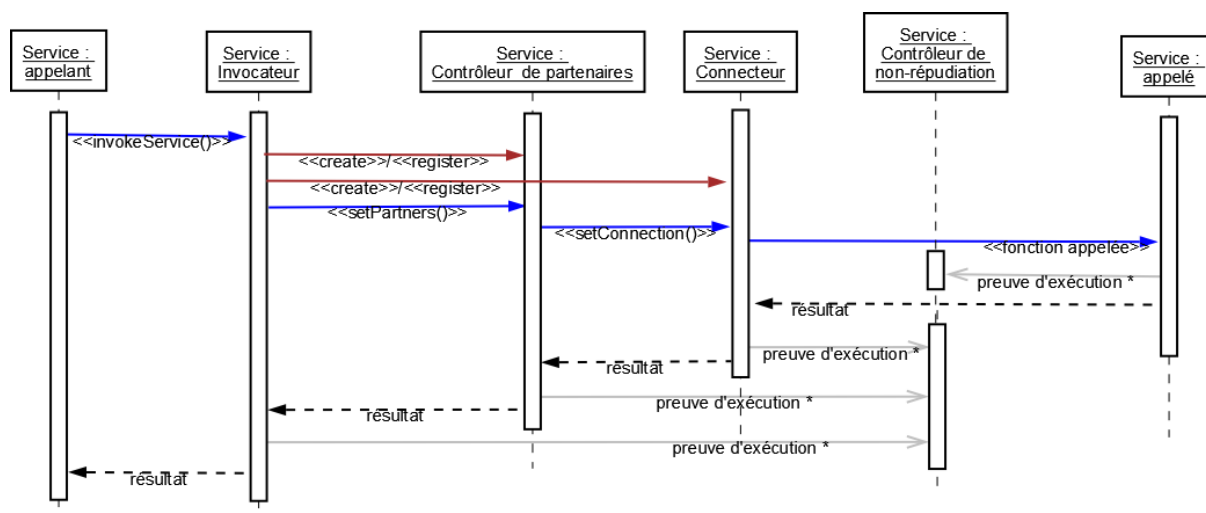 Service :
appelant
Service :
Invocateur
Service :
Contrôleur de partenaires
Service :
Connecteur
Service :
Contrôleur de
non-répudiation
Service :
appelé
<<invokeService()>>
<<create>>/<<register>>
<<create>>/<<register>>
<<setPartners()>>
<<setConnection()>>
<<fonction appelée>>
preuve d'exécution *
résultat
preuve d'exécution *
résultat
preuve d'exécution *
résultat
preuve d'exécution *
résultat